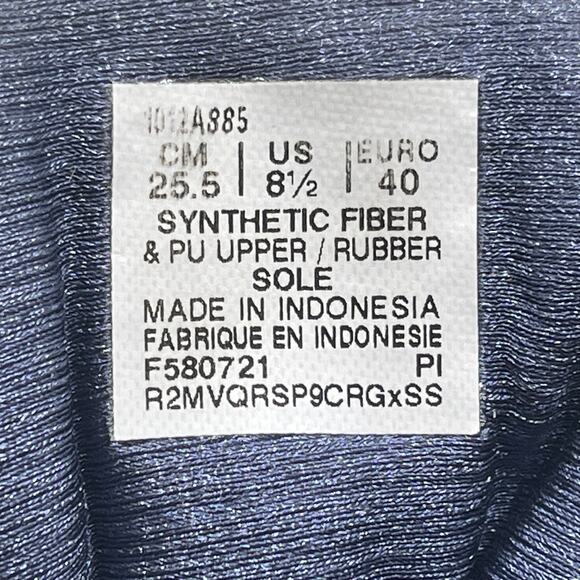 1012A885
CM | US | EURO
25.5 | 8½ | 40
SYNTHETIC FIBER
& PU UPPER / RUBBER
SOLE
MADE IN INDONESIA
FABRIQUE EN INDONESIE
F580721 PI
R2MVQRSP9CRGxSS